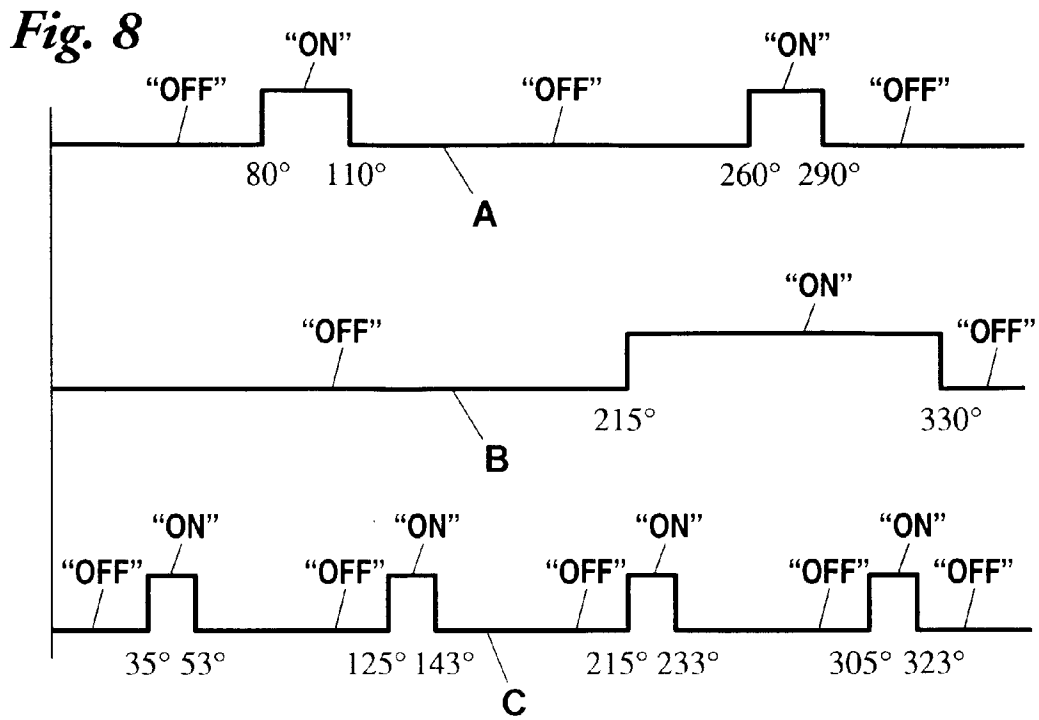 Fig. 8
“ON” “ON”
“OFF” “OFF” “OFF”
80° 110° 260° 290°
A
“ON”
“OFF” “OFF”
215° 330°
B
“ON” “ON” “ON” “ON”
“OFF” “OFF” “OFF” “OFF” “OFF”
35° 53° 125° 143° 215° 233° 305° 323°
C